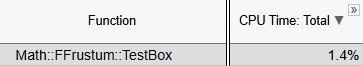 Function CPU Time: Total ▼ »
Math::FFrustum::TestBox 1.4%